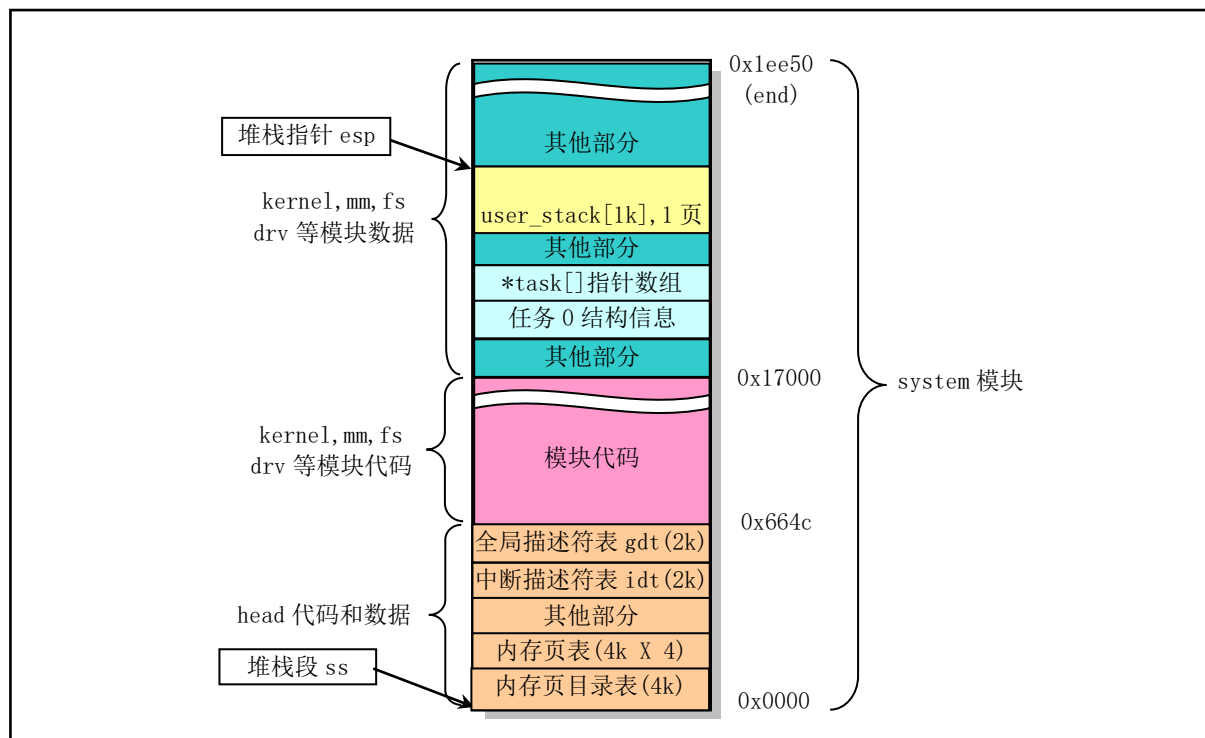 0x1ee50
(end)
其他部分
堆栈指针 esp
kernel,mm,fs
drv 等模块数据
user_stack[1k],1 页
其他部分
*task[]指针数组
任务 0 结构信息
其他部分
0x17000
system 模块
kernel,mm,fs
drv 等模块代码
模块代码
0x664c
全局描述符表 gdt(2k)
中断描述符表 idt(2k)
head 代码和数据
其他部分
内存页表(4k X 4)
堆栈段 ss
内存页目录表(4k)
0x0000